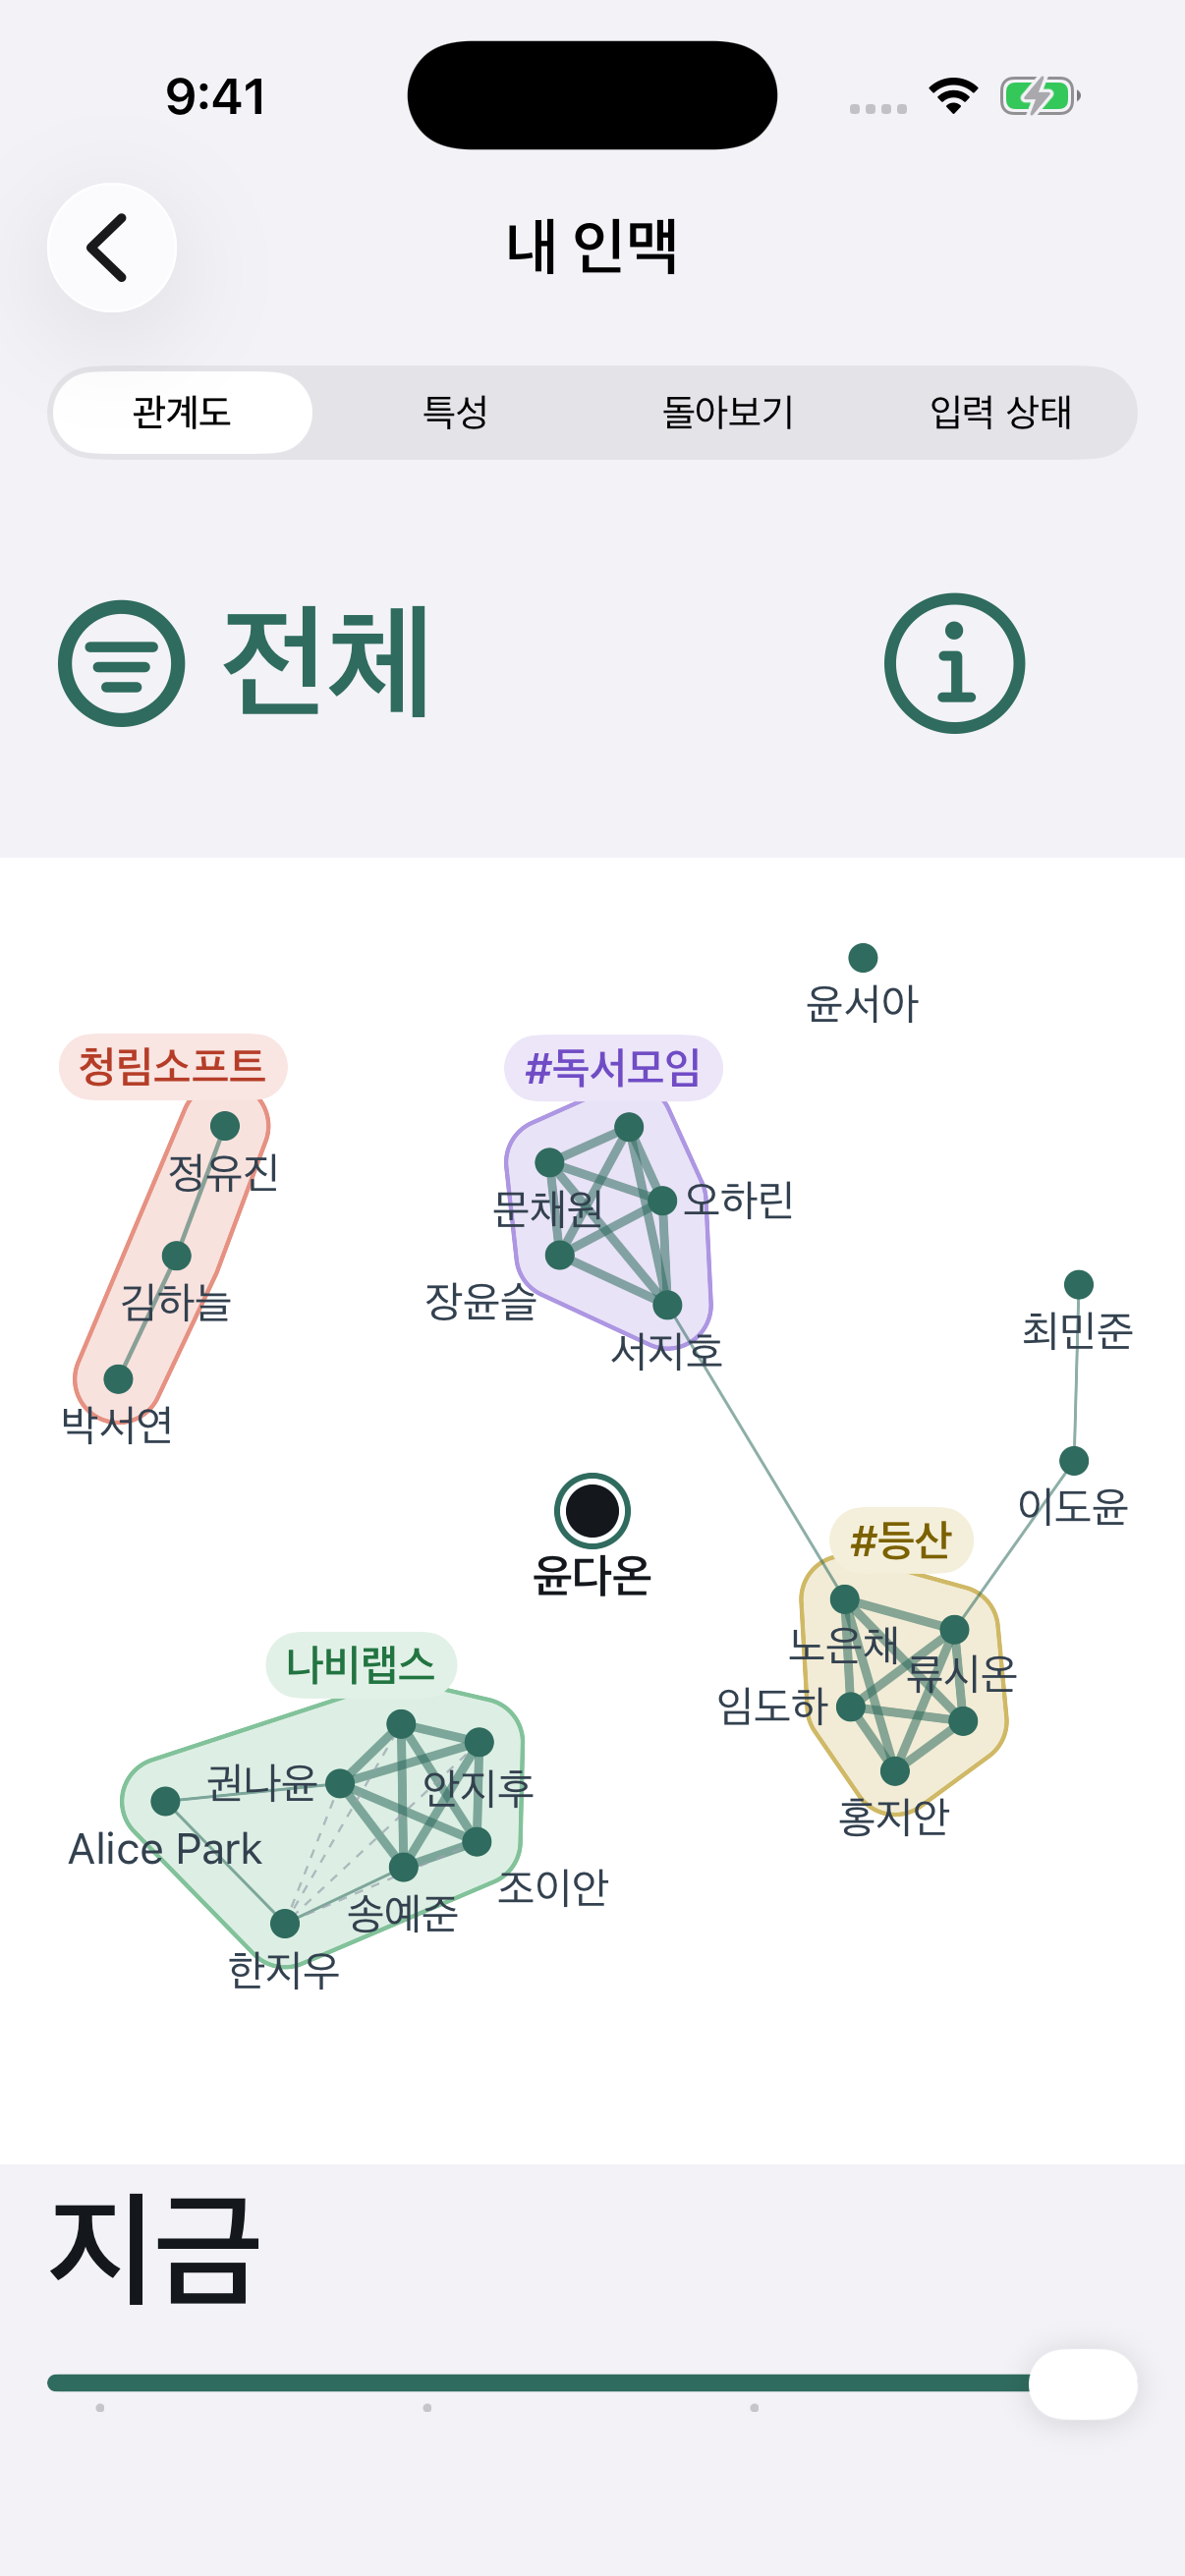 9:41
내 인맥
관계도
특성
돌아보기
입력 상태
전체
윤서아
청림소프트
#독서모임
정유진
문채원
오하린
김하늘
장윤슬
서지호
최민준
박서연
이도윤
#등산
윤다온
노은채
류시온
나비랩스
임도하
권나윤
안지후
홍지안
Alice Park
조이안
송예준
한지우
지금